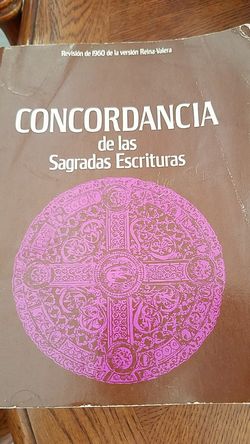 Revisión de 1960 de la versión Reina-Valera
CONCORDANCIA
de las
Sagradas Escrituras